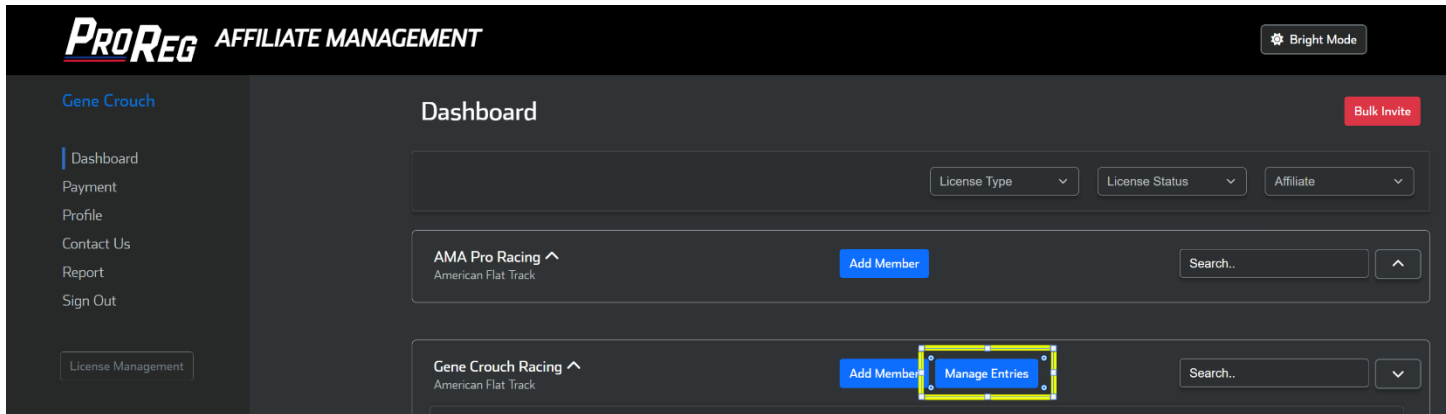 PROREG AFFILIATE MANAGEMENT
Bright Mode
Gene Crouch
Dashboard
Payment
Profile
Contact Us
Report
Sign Out
License Management
Dashboard
Bulk Invite
License Type
License Status
Affiliate
AMA Pro Racing
American Flat Track
Add Member
Search..
Gene Crouch Racing
American Flat Track
Add Member
Manage Entries
Search..